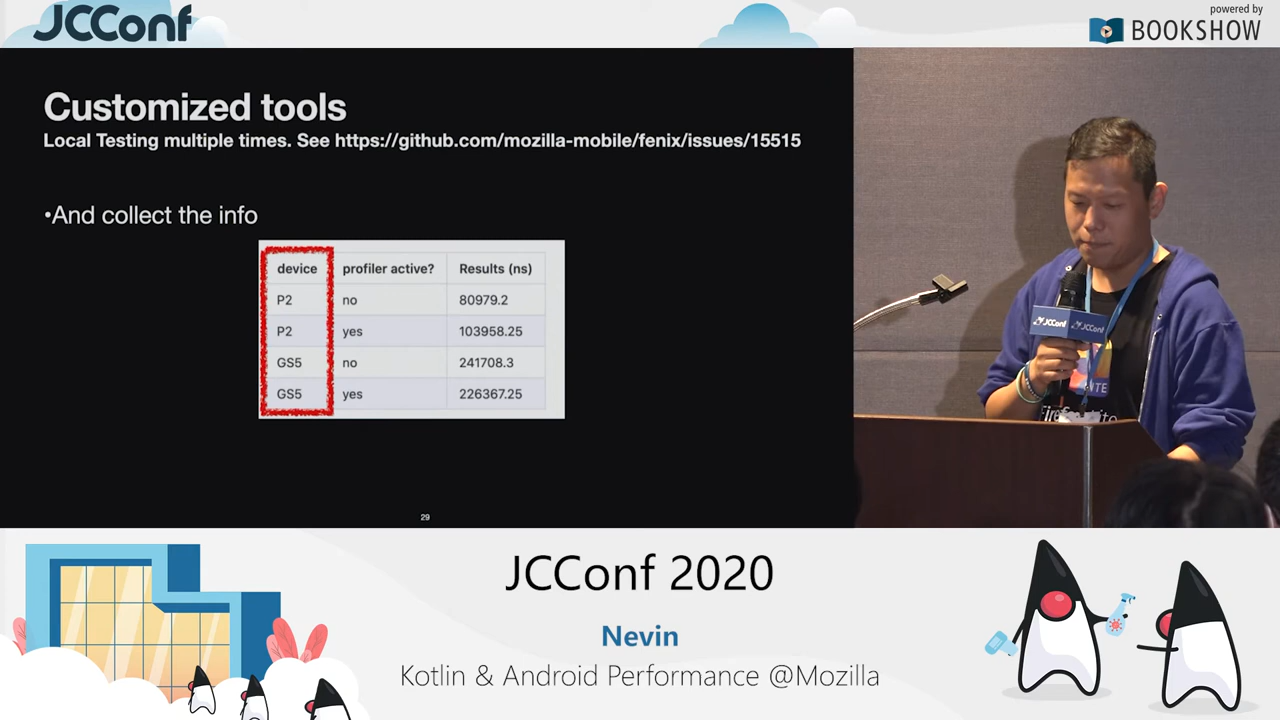 JCConf
powered by
BOOKSHOW
Customized tools
Local Testing multiple times. See https://github.com/mozilla-mobile/fenix/issues/15515
•And collect the info
device profiler active? Results (ns)
P2 no 80979.2
P2 yes 103958.25
GS5 no 241708.3
GS5 yes 226367.25
29
JCConf JCConf
JCConf 2020
Nevin
Kotlin & Android Performance @Mozilla